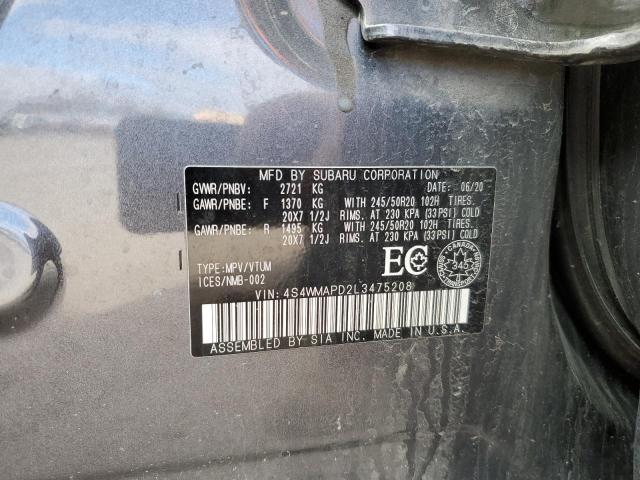 MFD BY SUBARU CORPORATION
GVWR/PNBV: 2721 KG DATE: 06/20
GAWR/PNBE: F 1370 KG WITH 245/50R20 102H TIRES.
20X7 1/2J RIMS. AT 230 KPA (33PSI) COLD
GAWR/PNBE: R 1495 KG WITH 245/50R20 102H TIRES.
20X7 1/2J RIMS. AT 230 KPA (33PSI) COLD
TYPE:MPV/VTUM
ICES/NMB-002
EC
CANADA
345
VIN: 4S4WMAPD2L3475208
ASSEMBLED BY SIA INC. MADE IN U.S.A.